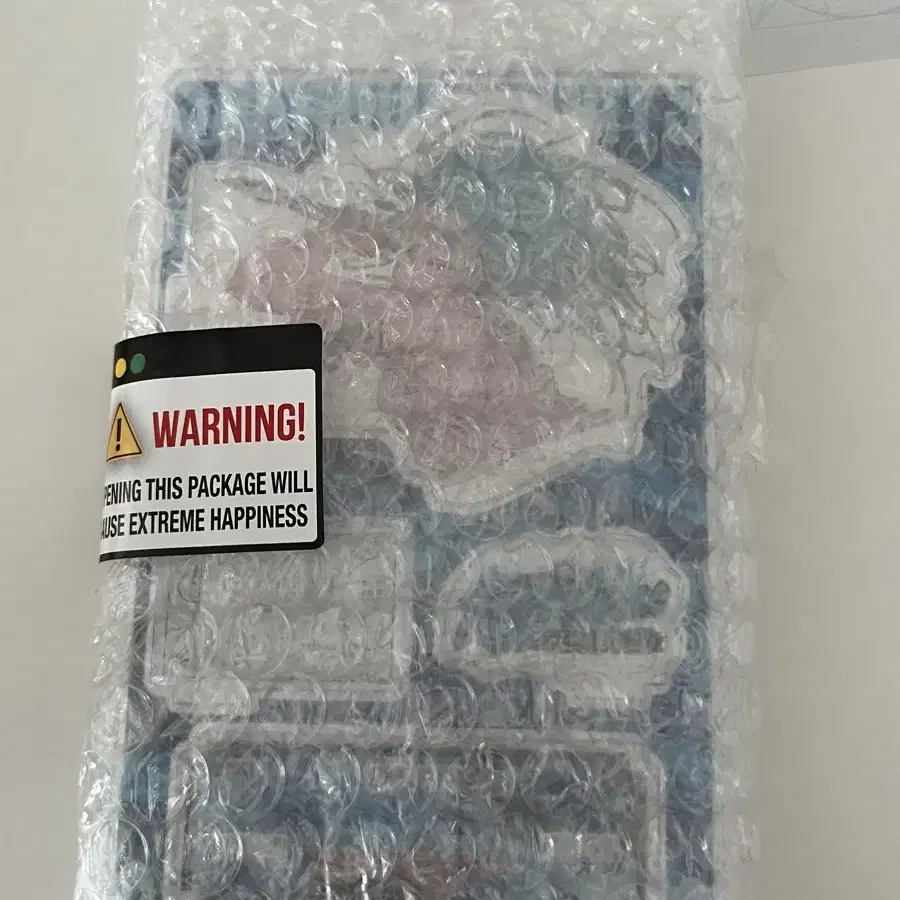 WARNING!
PENING THIS PACKAGE WILL
AUSE EXTREME HAPPINESS